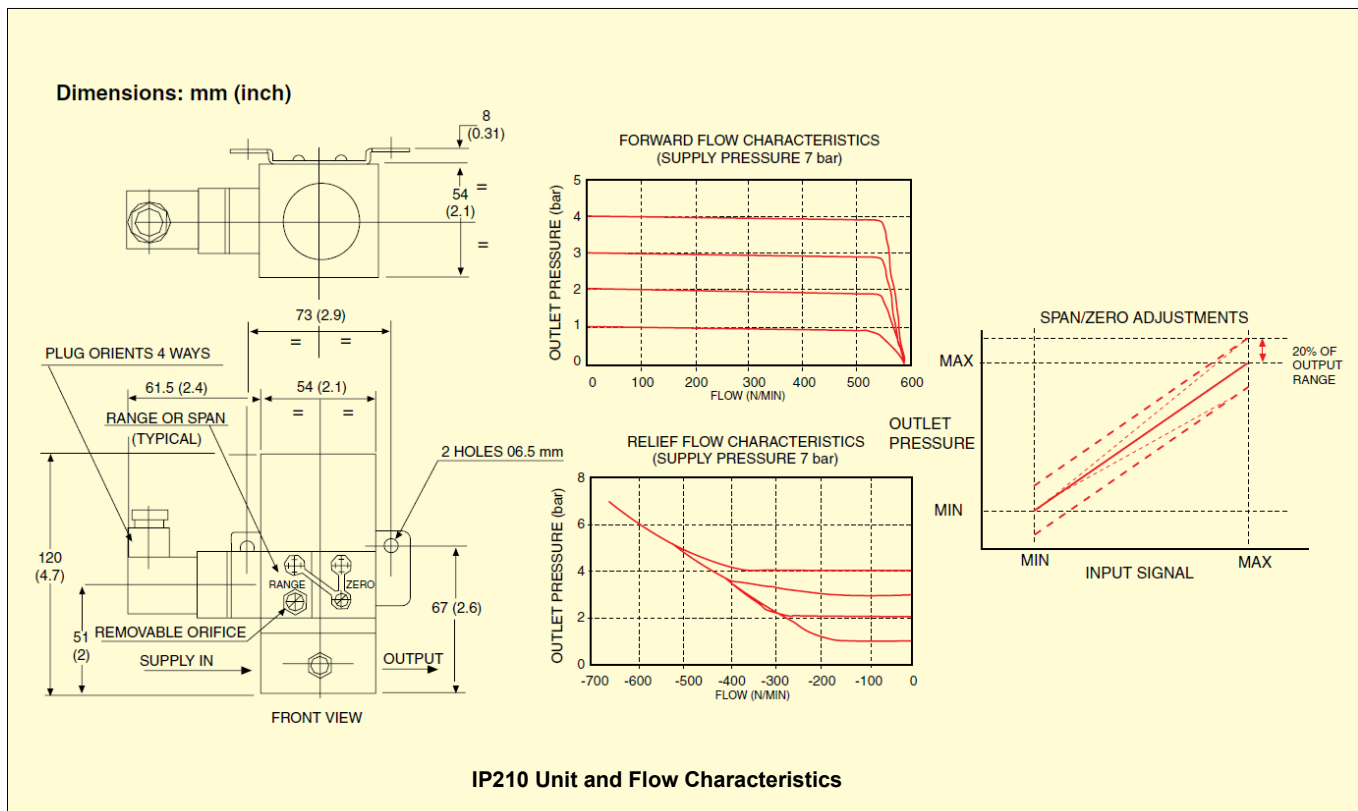 Dimensions: mm (inch)
8
(0.31)
54
(2.1)
=
=
73 (2.9)
= =
PLUG ORIENTS 4 WAYS
61.5 (2.4)
54 (2.1)
= =
RANGE OR SPAN
(TYPICAL)
2 HOLES 06.5 mm
120
(4.7)
RANGE
ZERO
67 (2.6)
51
(2)
REMOVABLE ORIFICE
SUPPLY IN
OUTPUT
FRONT VIEW
FORWARD FLOW CHARACTERISTICS
(SUPPLY PRESSURE 7 bar)
OUTLET PRESSURE (bar)
5
4
3
2
1
0
0 100 200 300 400 500 600
FLOW (N/MIN)
RELIEF FLOW CHARACTERISTICS
(SUPPLY PRESSURE 7 bar)
OUTLET PRESSURE (bar)
8
6
4
2
0
-700 -600 -500 -400 -300 -200 -100 0
FLOW (N/MIN)
SPAN/ZERO ADJUSTMENTS
MAX
20% OF
OUTPUT
RANGE
OUTLET
PRESSURE
MIN
MIN
MAX
INPUT SIGNAL
IP210 Unit and Flow Characteristics